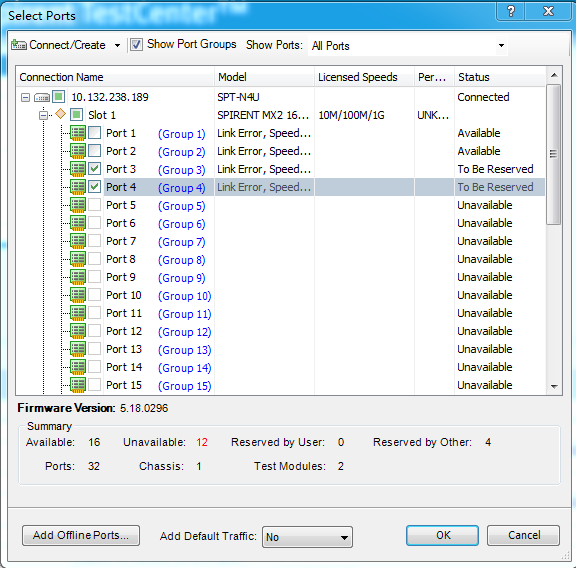 TestCenter™
Select Ports
Connect/Create Show Port Groups Show Ports: All Ports
Connection Name Model Licensed Speeds Per... Status
10.132.238.189 SPT-N4U Connected
Slot 1 SPIRENT MX2 16... 10M/100M/1G UNK...
Port 1 (Group 1) Link Error, Speed... Available
Port 2 (Group 2) Link Error, Speed... Available
Port 3 (Group 3) Link Error, Speed... To Be Reserved
Port 4 (Group 4) Link Error, Speed... To Be Reserved
Port 5 (Group 5) Unavailable
Port 6 (Group 6) Unavailable
Port 7 (Group 7) Unavailable
Port 8 (Group 8) Unavailable
Port 9 (Group 9) Unavailable
Port 10 (Group 10) Unavailable
Port 11 (Group 11) Unavailable
Port 12 (Group 12) Unavailable
Port 13 (Group 13) Unavailable
Port 14 (Group 14) Unavailable
Port 15 (Group 15) Unavailable
Firmware Version: 5.18.0296
Summary
Available: 16 Unavailable: 12 Reserved by User: 0 Reserved by Other: 4
Ports: 32 Chassis: 1 Test Modules: 2
Add Offline Ports... Add Default Traffic: No OK Cancel